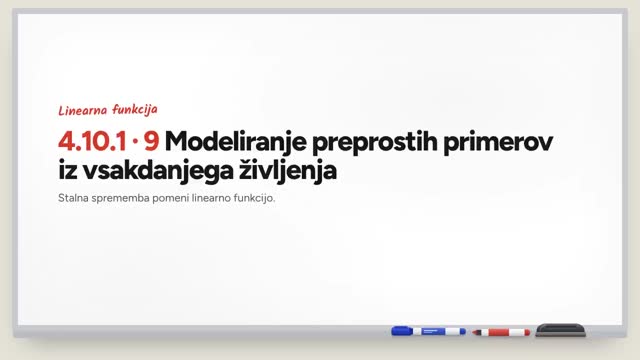 Linearna funkcija
4.10.1 · 9 Modeliranje preprostih primerov
iz vsakdanjega življenja
Stalna sprememba pomeni linearno funkcijo.